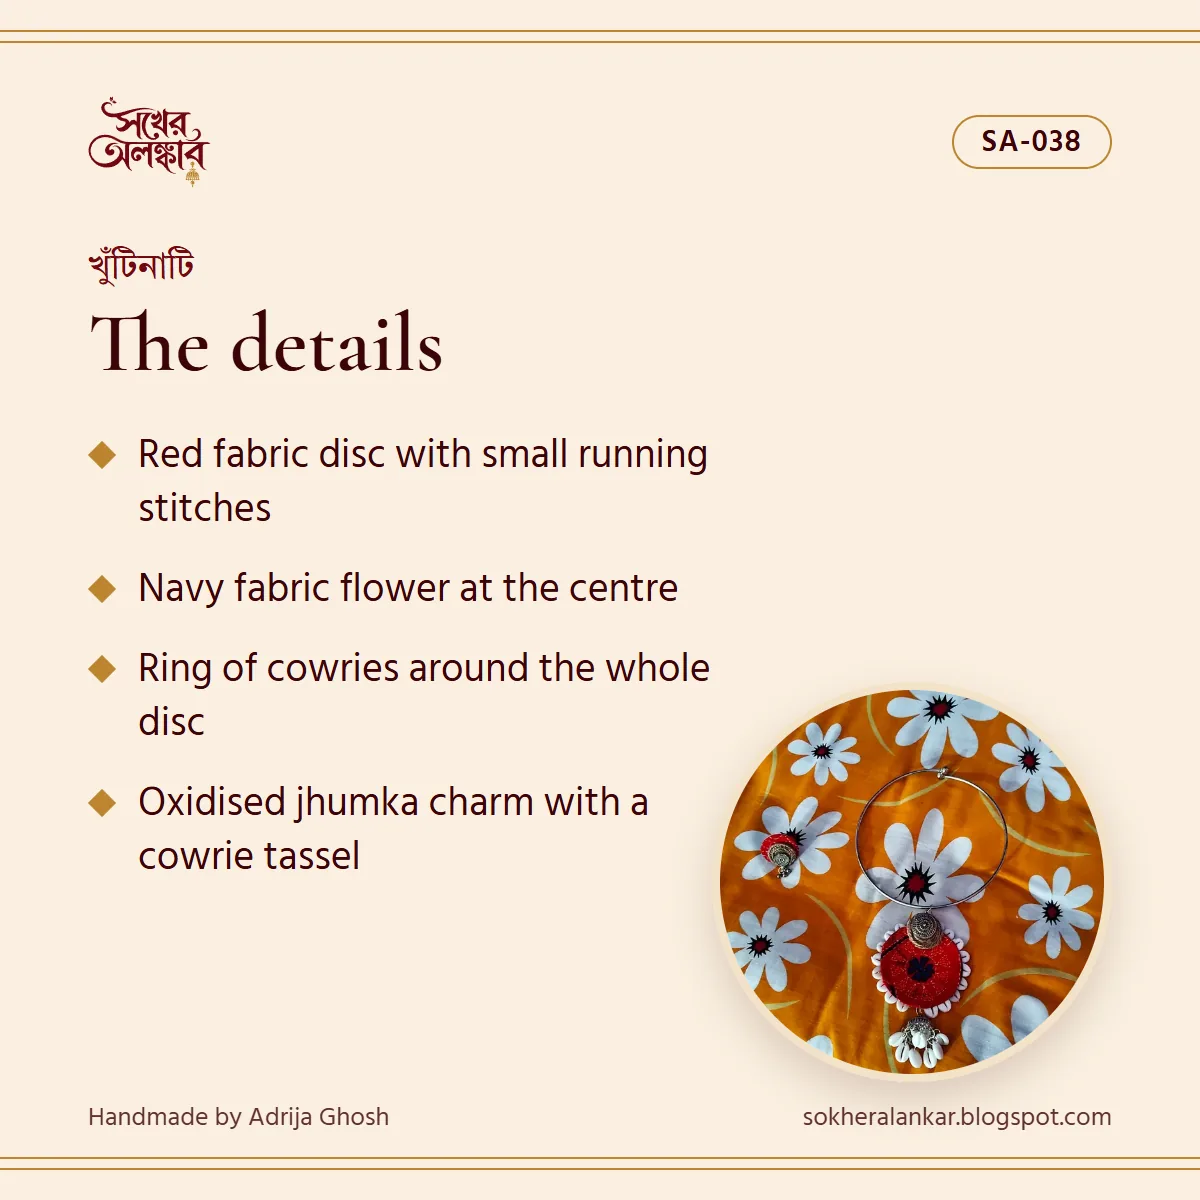 সখের
অলঙ্কার
SA-038
খুঁটিনাটি
The details
Red fabric disc with small running
stitches
Navy fabric flower at the centre
Ring of cowries around the whole
disc
Oxidised jhumka charm with a
cowrie tassel
Handmade by Adrija Ghosh
sokheralankar.blogspot.com